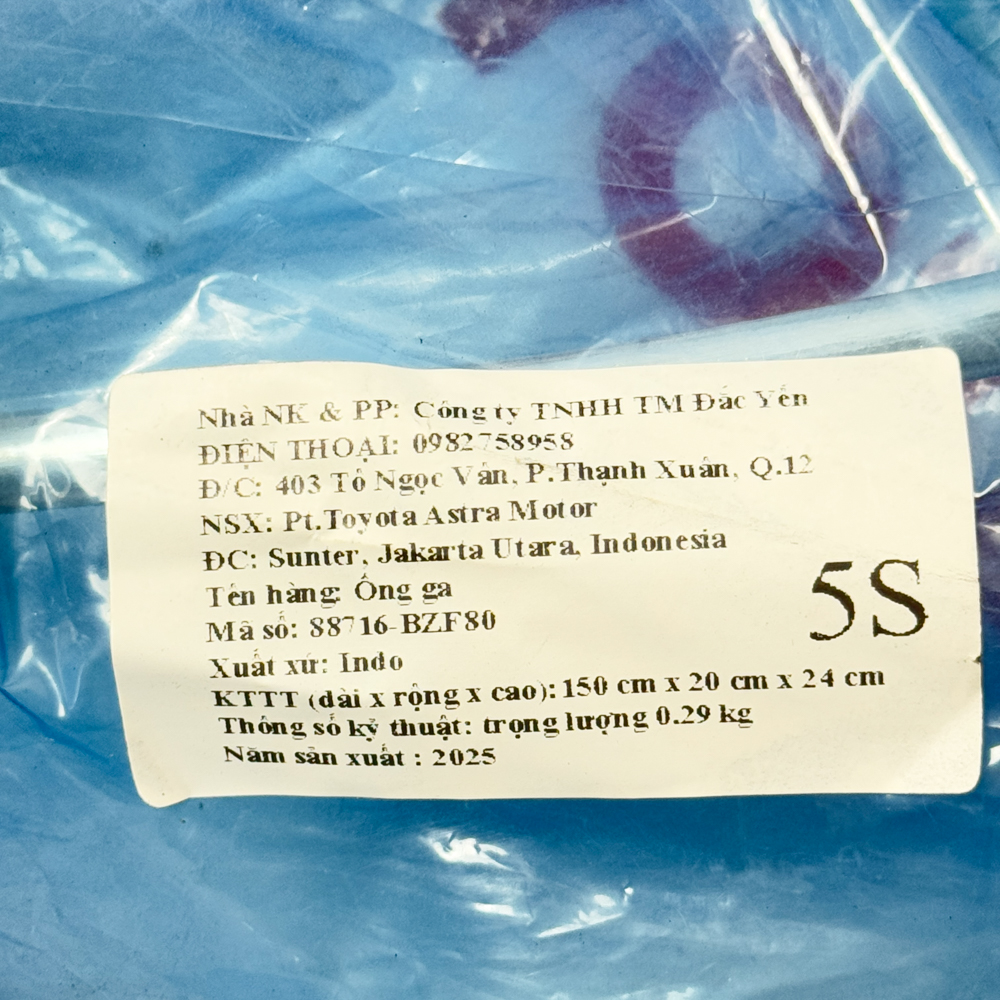 Nhà NK & PP: Công ty TNHH TM Đắc Yến
ĐIỆN THOẠI: 0982758958
Đ/C: 403 Tô Ngọc Vân, P.Thạnh Xuân, Q.12
NSX: Pt.Toyota Astra Motor
ĐC: Sunter, Jakarta Utara, Indonesia
Tên hàng: Ống ga
Mã số: 88716-BZF80
Xuất xứ: Indo
5S
KTTT (dài x rộng x cao): 150 cm x 20 cm x 24 cm
Thông số kỷ thuật: trọng lượng 0.29 kg
Năm sản xuất : 2025